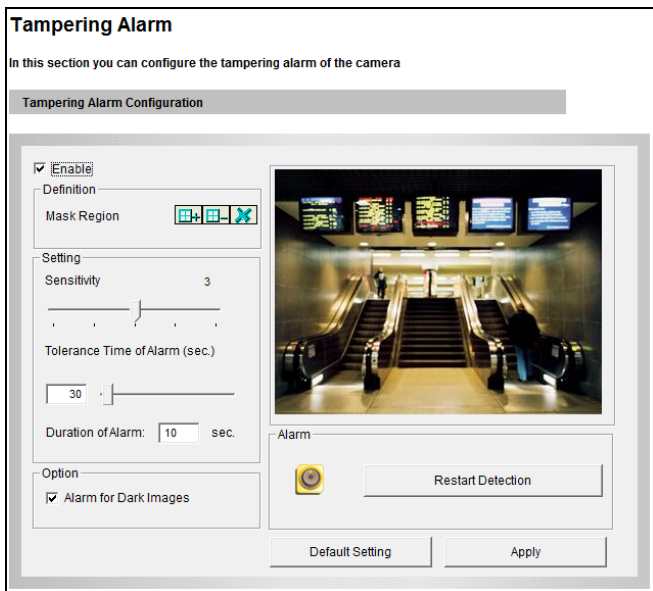 Tampering Alarm
In this section you can configure the tampering alarm of the camera
Tampering Alarm Configuration
Enable
Definition
Mask Region
Setting
Sensitivity 3
Tolerance Time of Alarm (sec.)
30
Duration of Alarm: 10 sec.
Option
Alarm for Dark Images
Alarm
Restart Detection
Default Setting
Apply